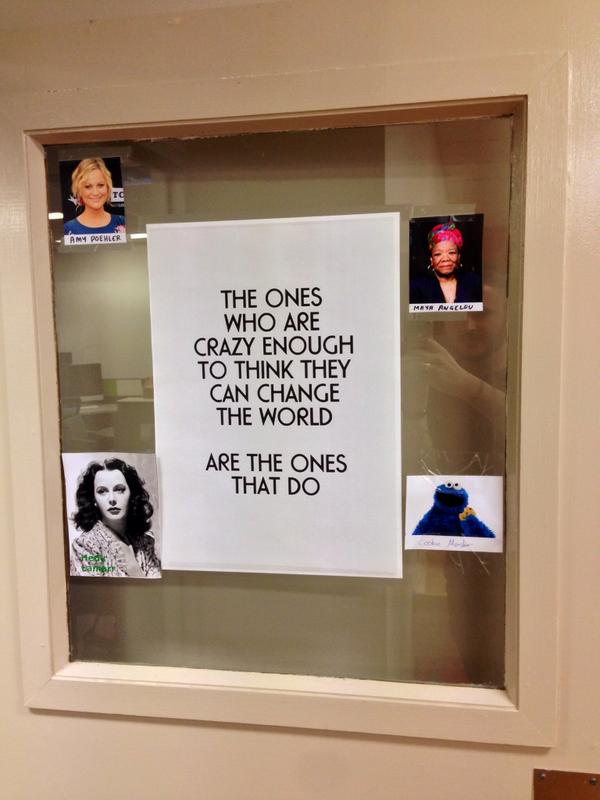 TO
AMY POEHLER
MAYA ANGELOU
THE ONES
WHO ARE
CRAZY ENOUGH
TO THINK THEY
CAN CHANGE
THE WORLD
ARE THE ONES
THAT DO
Hedy
Lamarr
Cookie Monster